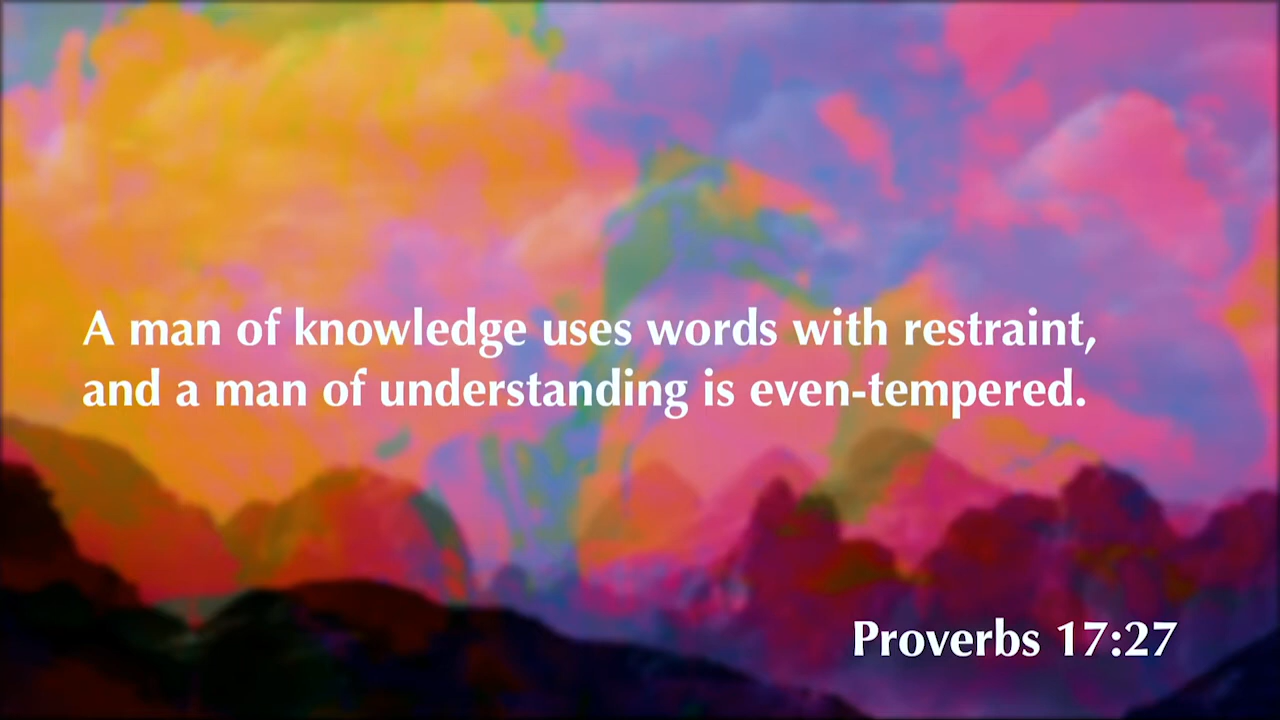 A man of knowledge uses words with restraint,
and a man of understanding is even-tempered.
Proverbs 17:27